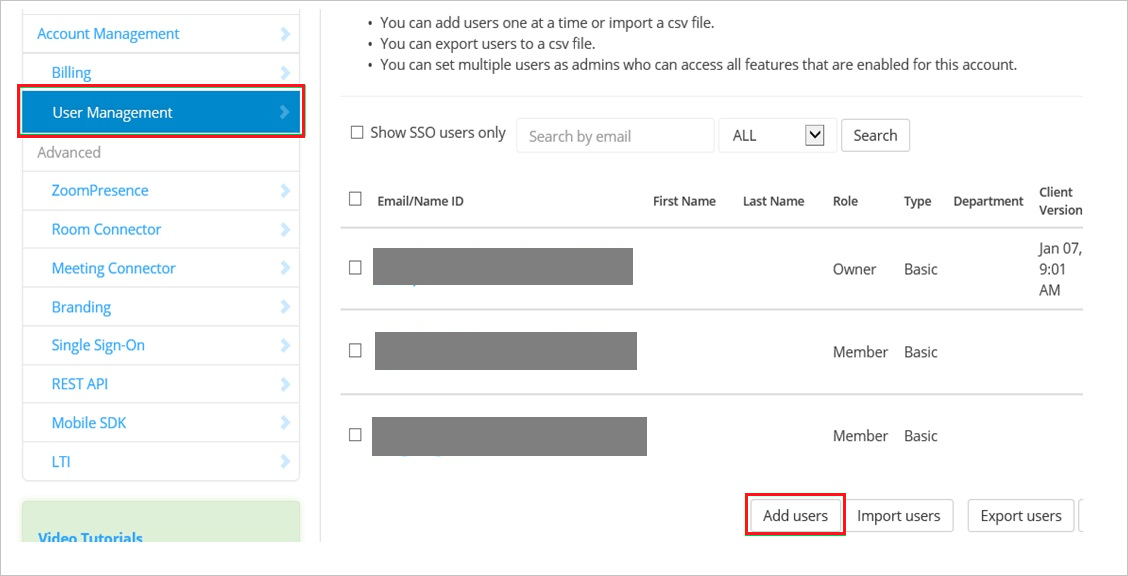 Account Management
Billing
User Management
Advanced
ZoomPresence
Room Connector
Meeting Connector
Branding
Single Sign-On
REST API
Mobile SDK
LTI
Video Tutorials
• You can add users one at a time or import a csv file.
• You can export users to a csv file.
• You can set multiple users as admins who can access all features that are enabled for this account.
Show SSO users only Search by email ALL Search
Email/Name ID First Name Last Name Role Type Department Client Version
Owner Basic Jan 07, 9:01 AM
Member Basic
Member Basic
Add users Import users Export users